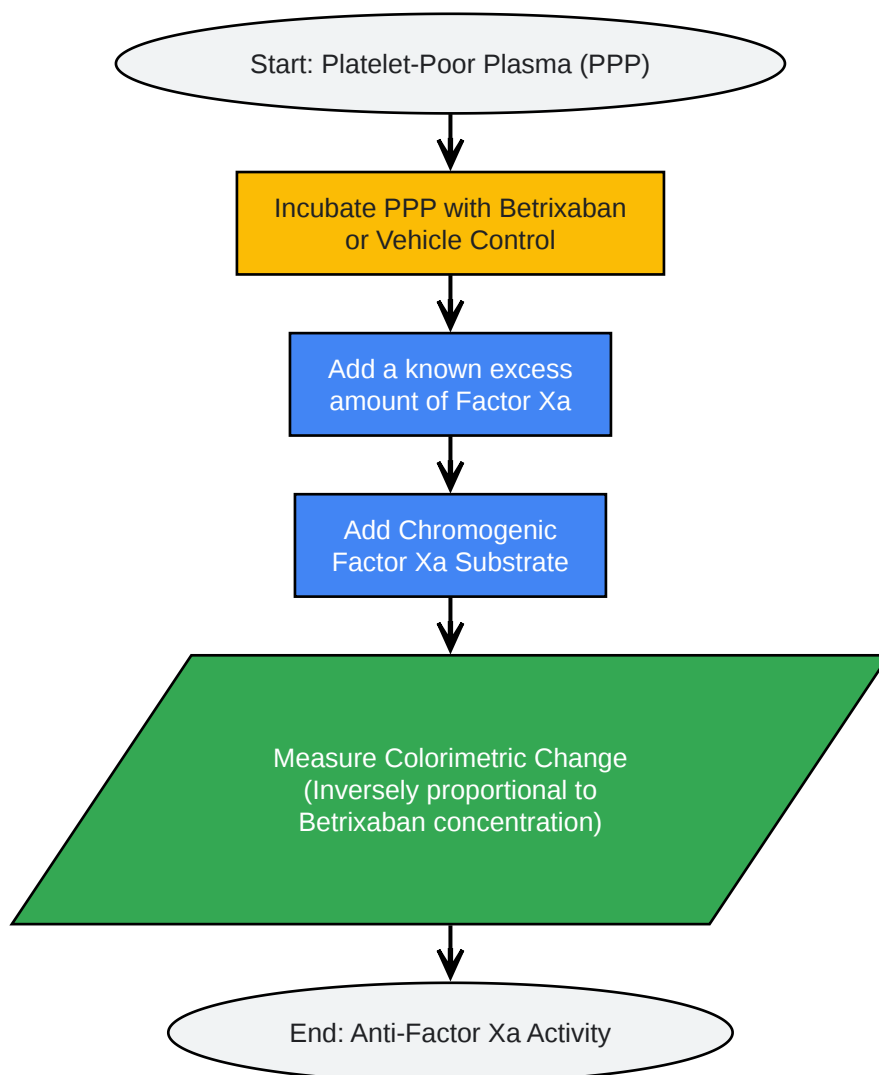 Start: Platelet-Poor Plasma (PPP)
Incubate PPP with Betrixaban
or Vehicle Control
Add a known excess
amount of Factor Xa
Add Chromogenic
Factor Xa Substrate
Measure Colorimetric Change
(Inversely proportional to
Betrixaban concentration)
End: Anti-Factor Xa Activity